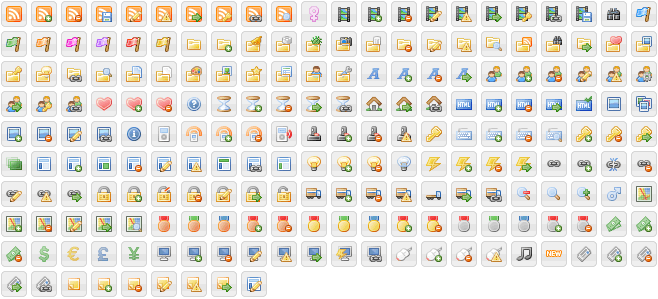 A A A A
? HTML HTML HTML HTML HTML
i
$ € £ ¥ NEW